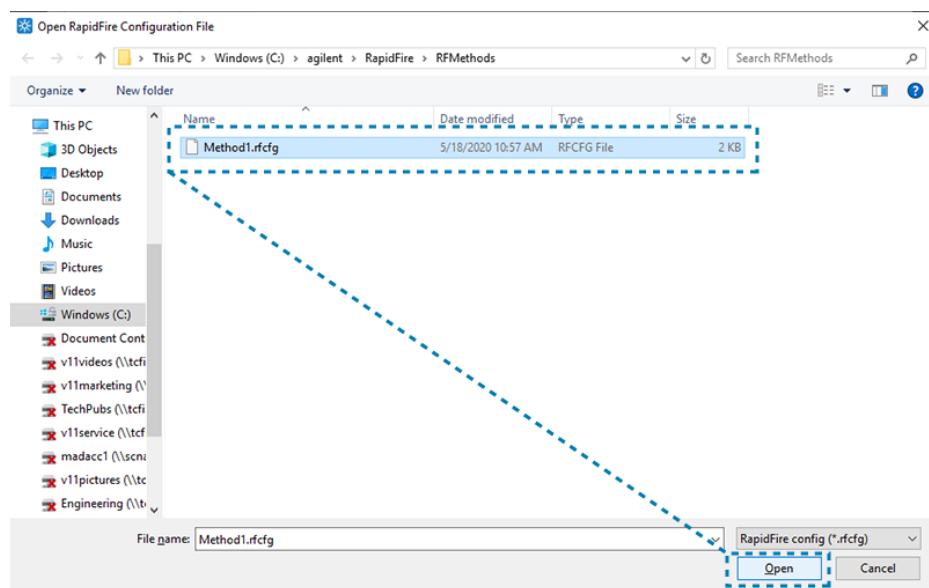 Open RapidFire Configuration File
This PC > Windows (C:) > agilent > RapidFire > RFMethods
Search RFMethods
Organize
New folder
Name
Date modified
Type
Size
Method1.rfcfg
5/18/2020 10:57 AM
RFCFG File
2 KB
This PC
3D Objects
Desktop
Documents
Downloads
Music
Pictures
Videos
Windows (C:)
Document Cont
v11videos (\\tcfi
v11marketing (\'
TechPubs (\\tcfi
v11service (\\tcf
madacc1 (\\scna
v11pictures (\\tc
Engineering (\\t
File name:
Method1.rfcfg
RapidFire config (*.rfcfg)
Open
Cancel